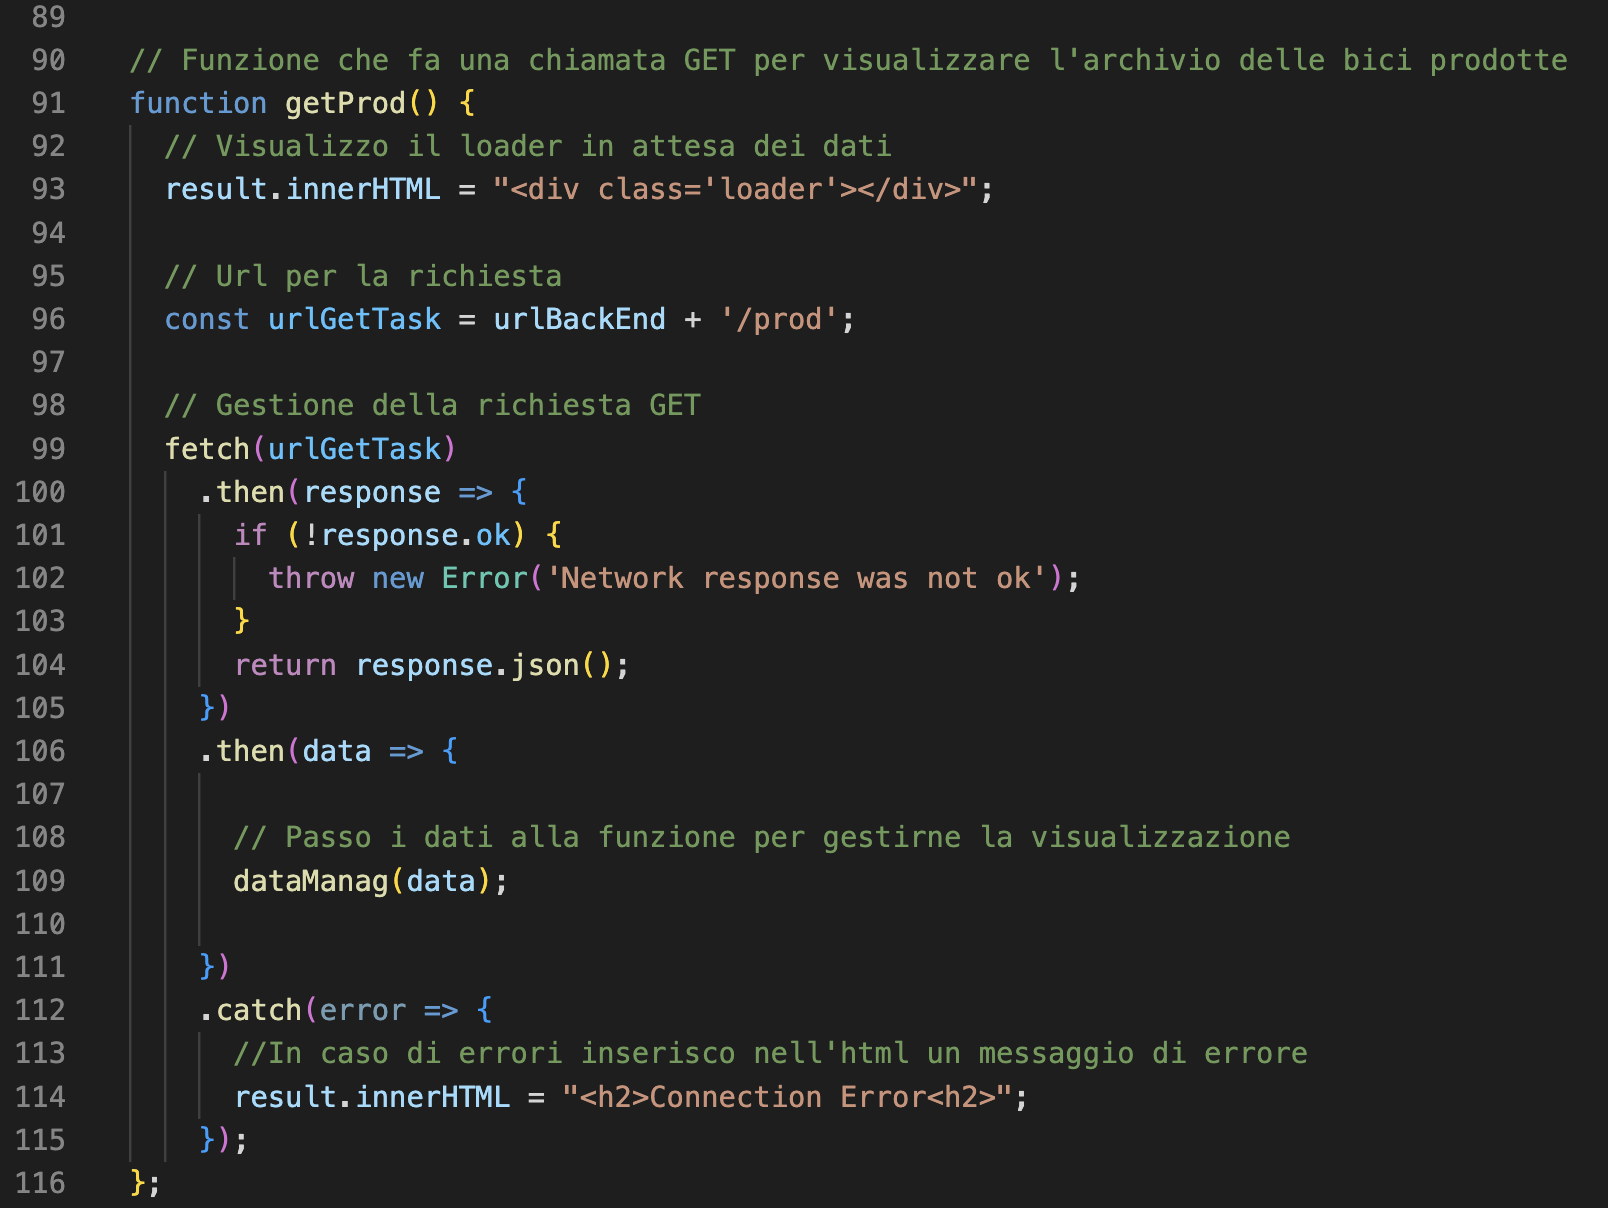 89
90 // Funzione che fa una chiamata GET per visualizzare l'archivio delle bici prodotte
91 function getProd() {
92 // Visualizzo il loader in attesa dei dati
93 result.innerHTML = "<div class='loader'></div>";
94
95 // Url per la richiesta
96 const urlGetTask = urlBackEnd + '/prod';
97
98 // Gestione della richiesta GET
99 fetch(urlGetTask)
100 .then(response => {
101 if (!response.ok) {
102 throw new Error('Network response was not ok');
103 }
104 return response.json();
105 })
106 .then(data => {
107
108 // Passo i dati alla funzione per gestirne la visualizzazione
109 dataManag(data);
110
111 })
112 .catch(error => {
113 //In caso di errori inserisco nell'html un messaggio di errore
114 result.innerHTML = "<h2>Connection Error<h2>";
115 });
116 };